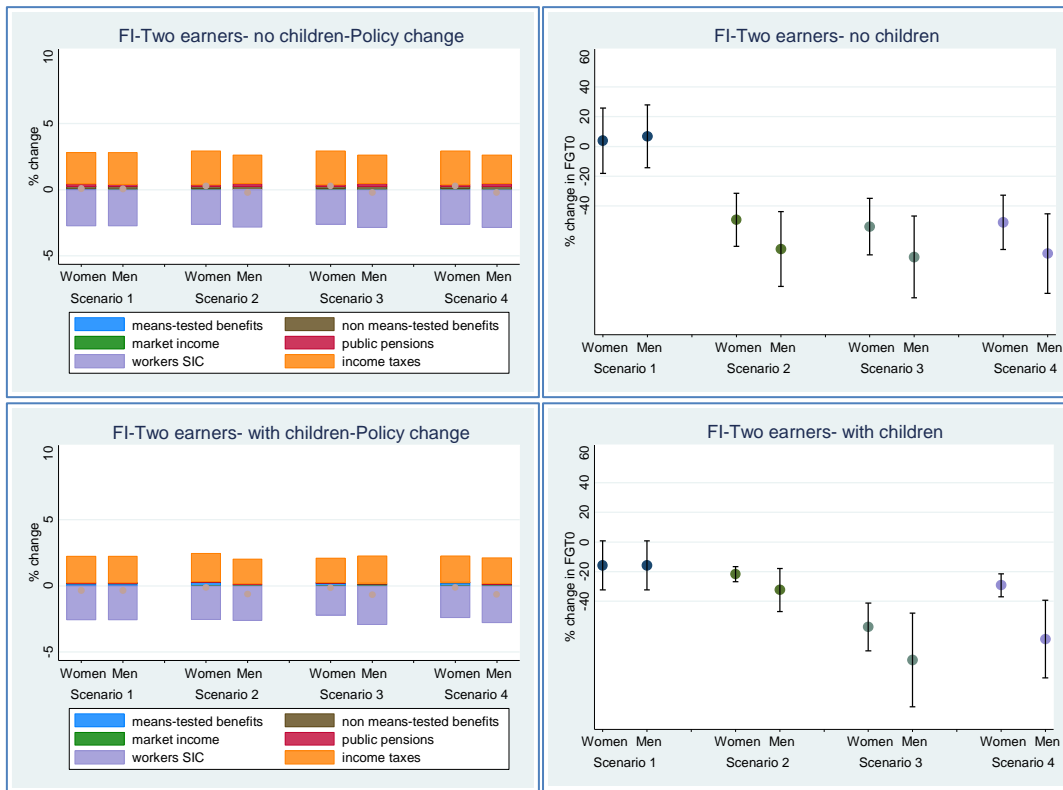 FI-Two earners- no children-Policy change
10
5
0
-5
% change
Women Men Women Men Women Men Women Men
Scenario 1 Scenario 2 Scenario 3 Scenario 4
means-tested benefits non means-tested benefits
market income public pensions
workers SIC income taxes
FI-Two earners- no children
60
40
20
0
-20
-40
% change in FGT0
Women Men Women Men Women Men Women Men
Scenario 1 Scenario 2 Scenario 3 Scenario 4
FI-Two earners- with children-Policy change
10
5
0
-5
% change
Women Men Women Men Women Men Women Men
Scenario 1 Scenario 2 Scenario 3 Scenario 4
means-tested benefits non means-tested benefits
market income public pensions
workers SIC income taxes
FI-Two earners- with children
60
40
20
0
-20
-40
% change in FGT0
Women Men Women Men Women Men Women Men
Scenario 1 Scenario 2 Scenario 3 Scenario 4